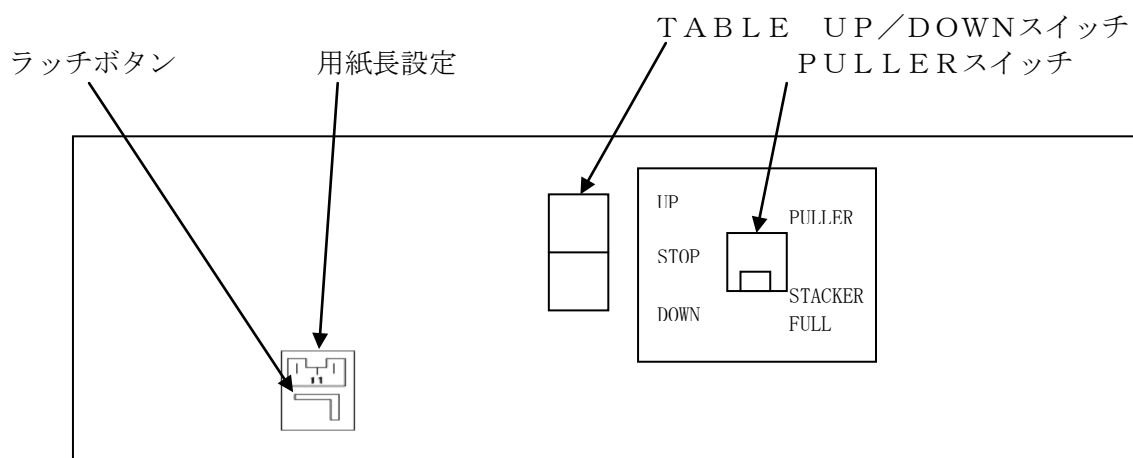 TABLE UP／DOWNスイッチ
ラッチボタン
用紙長設定
PULLERスイッチ
UP
PULLER
STOP
DOWN
STACKER
FULL
11